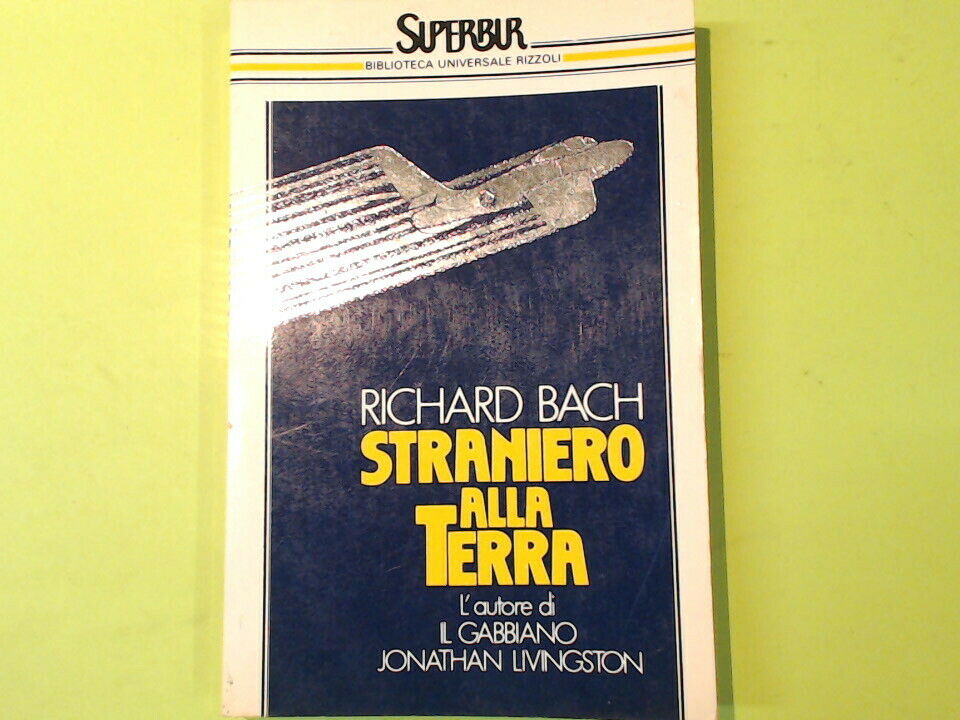 SUPERBUR
BIBLIOTECA UNIVERSALE RIZZOLI
RICHARD BACH
STRANIERO
ALLA
TERRA
L'autore di
IL GABBIANO
JONATHAN LIVINGSTON